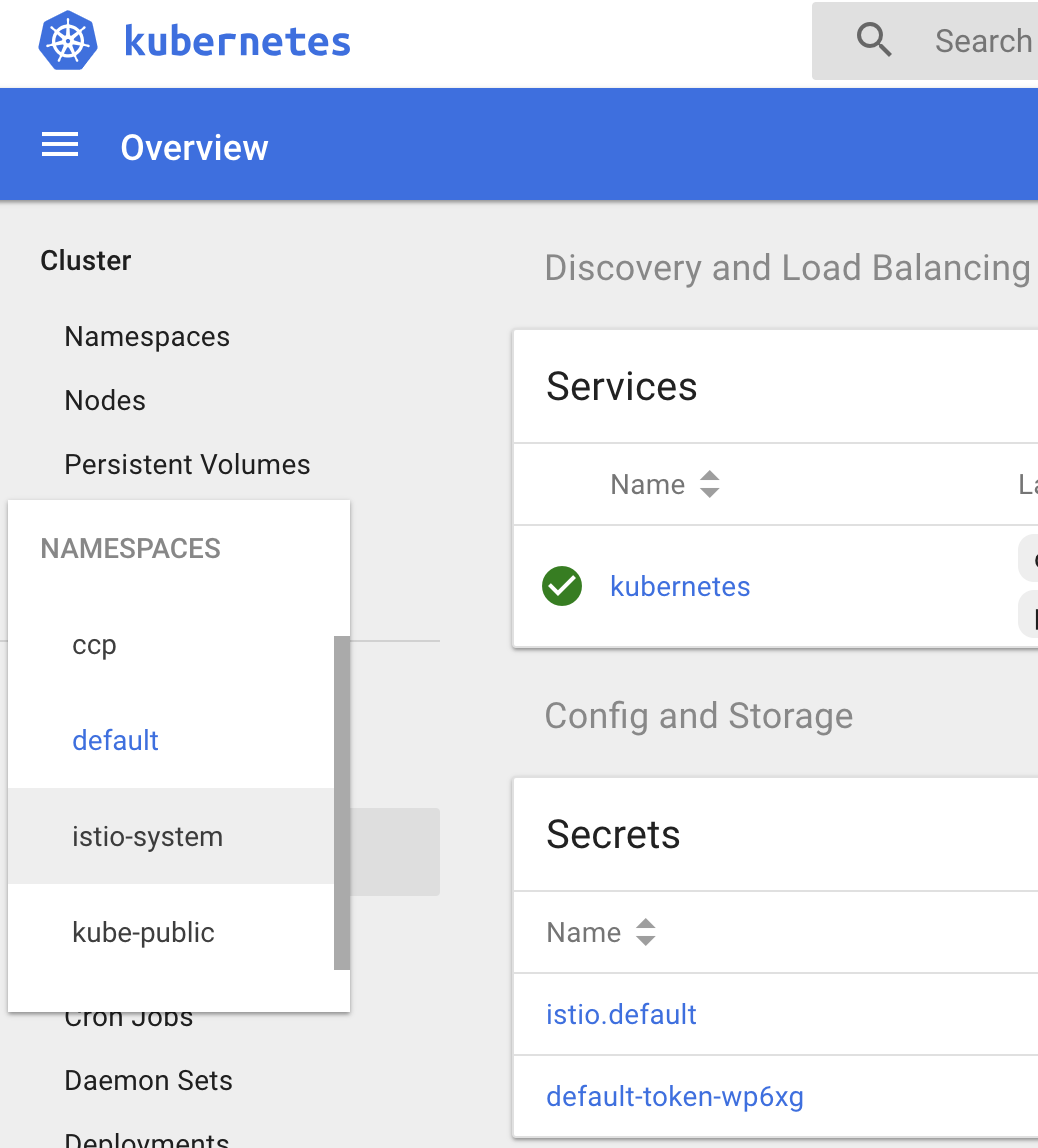 kubernetes
Search
Overview
Cluster
Namespaces
Nodes
Persistent Volumes
NAMESPACES
ccp
default
istio-system
kube-public
Cron Jobs
Daemon Sets
Deployments
Discovery and Load Balancing
Services
Name
kubernetes
Config and Storage
Secrets
Name
istio.default
default-token-wp6xg